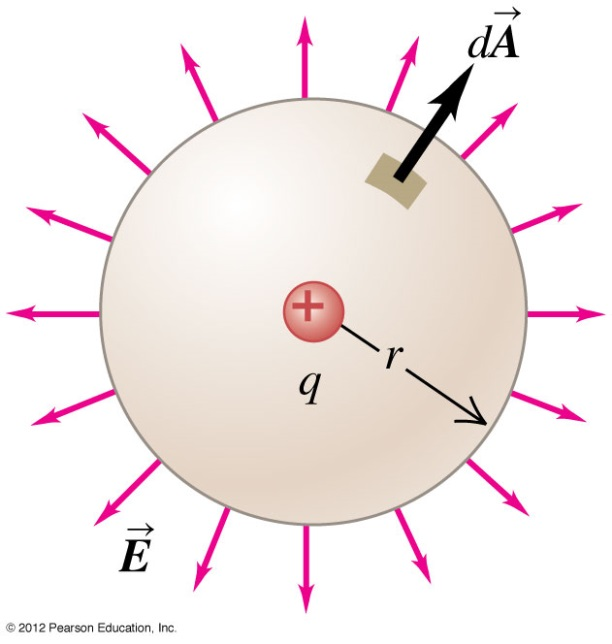 dA⃗
+
r
q
E⃗
© 2012 Pearson Education, Inc.